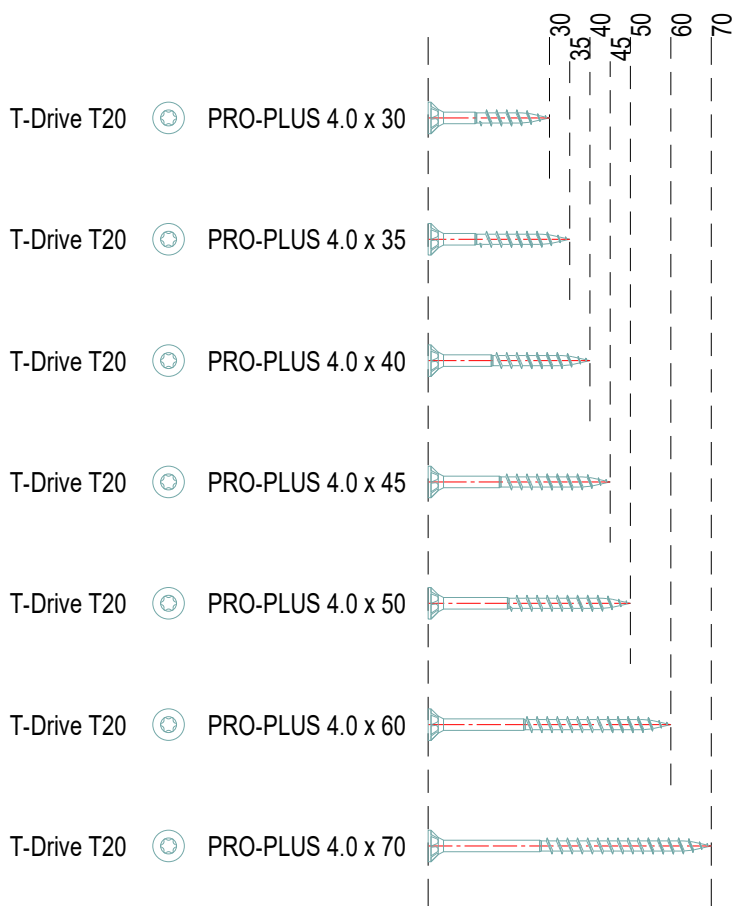 30
35
40
45
50
60
70
T-Drive T20 PRO-PLUS 4.0 x 30
T-Drive T20 PRO-PLUS 4.0 x 35
T-Drive T20 PRO-PLUS 4.0 x 40
T-Drive T20 PRO-PLUS 4.0 x 45
T-Drive T20 PRO-PLUS 4.0 x 50
T-Drive T20 PRO-PLUS 4.0 x 60
T-Drive T20 PRO-PLUS 4.0 x 70